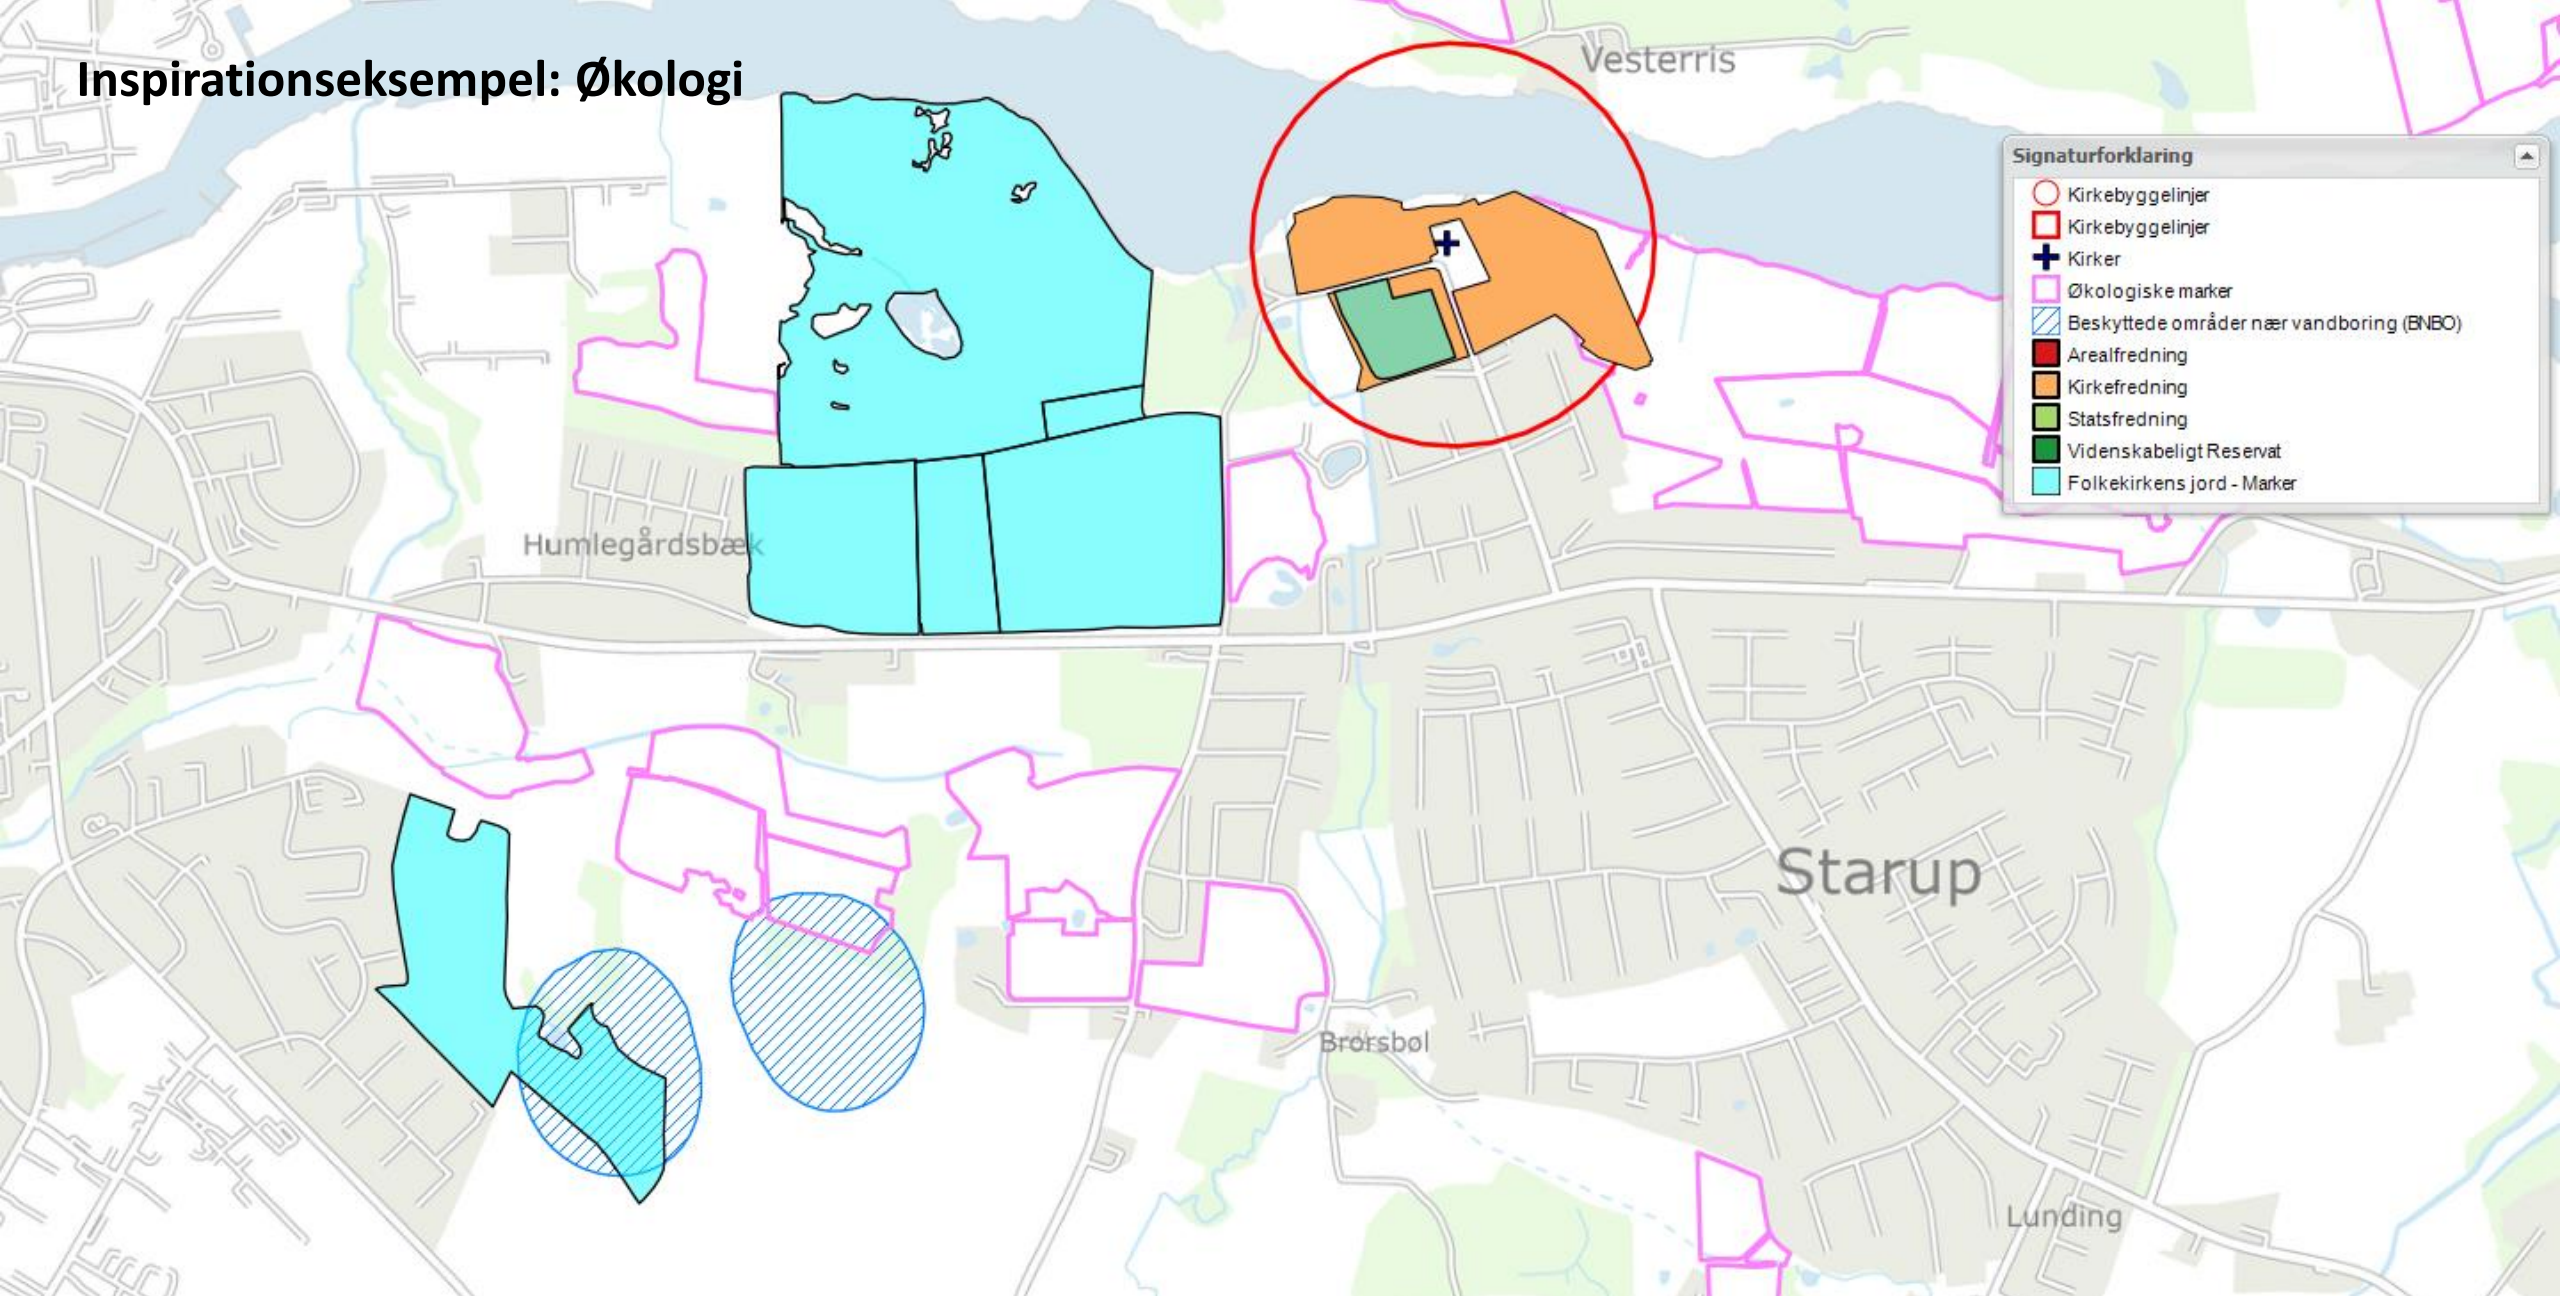 Inspirationseksempel: Økologi
Vesterris
Signaturforklaring
Kirkebyggelinjer
Kirkebyggelinjer
Kirker
Økologiske marker
Beskyttede områder nær vandboring (BNBO)
Arealfredning
Kirkefredning
Statsfredning
Videnskabeligt Reservat
Folkekirkens jord - Marker
Humlegårdsbæk
Starup
Brorsbøl
Lunding